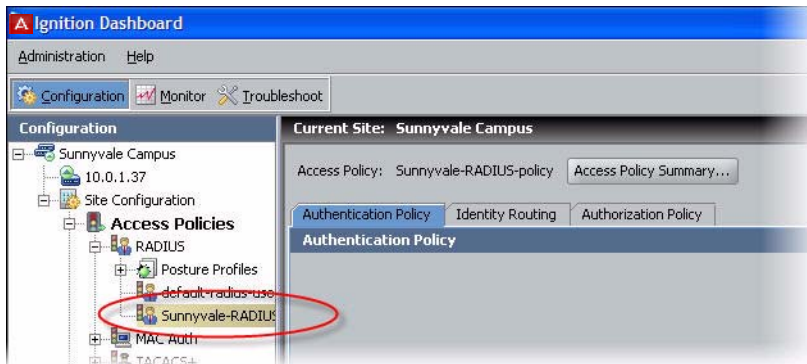 Ignition Dashboard
Administration Help
Configuration Monitor Troubleshoot
Configuration
Sunnyvale Campus
10.0.1.37
Site Configuration
Access Policies
RADIUS
Posture Profiles
default-radius-use
Sunnyvale-RADIUS
MAC Auth
TACACS+
Current Site: Sunnyvale Campus
Access Policy: Sunnyvale-RADIUS-policy Access Policy Summary...
Authentication Policy Identity Routing Authorization Policy
Authentication Policy